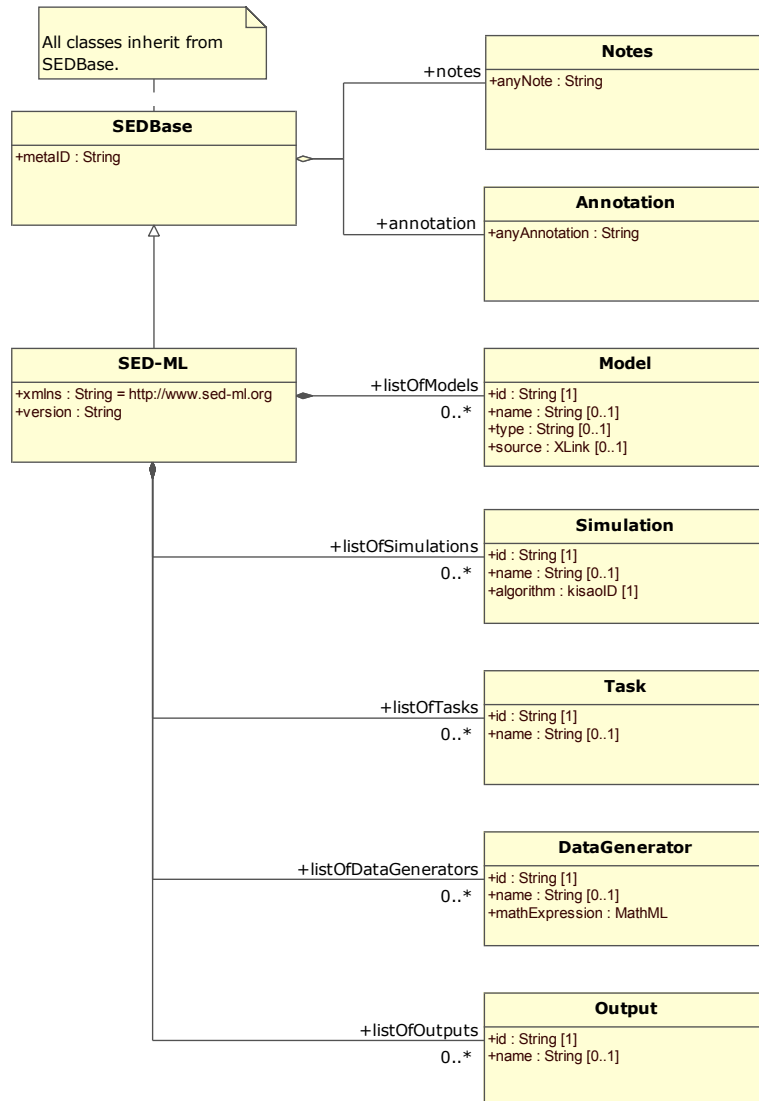 All classes inherit from
SEDBase.
SEDBase
+metaID : String
+notes
Notes
+anyNote : String
+annotation
Annotation
+anyAnnotation : String
SED-ML
+xmlns : String = http://www.sed-ml.org
+version : String
+listOfModels
0..*
Model
+id : String [1]
+name : String [0..1]
+type : String [0..1]
+source : XLink [0..1]
+listOfSimulations
0..*
Simulation
+id : String [1]
+name : String [0..1]
+algorithm : kisaoID [1]
+listOfTasks
0..*
Task
+id : String [1]
+name : String [0..1]
+listOfDataGenerators
0..*
DataGenerator
+id : String [1]
+name : String [0..1]
+mathExpression : MathML
+listOfOutputs
0..*
Output
+id : String [1]
+name : String [0..1]